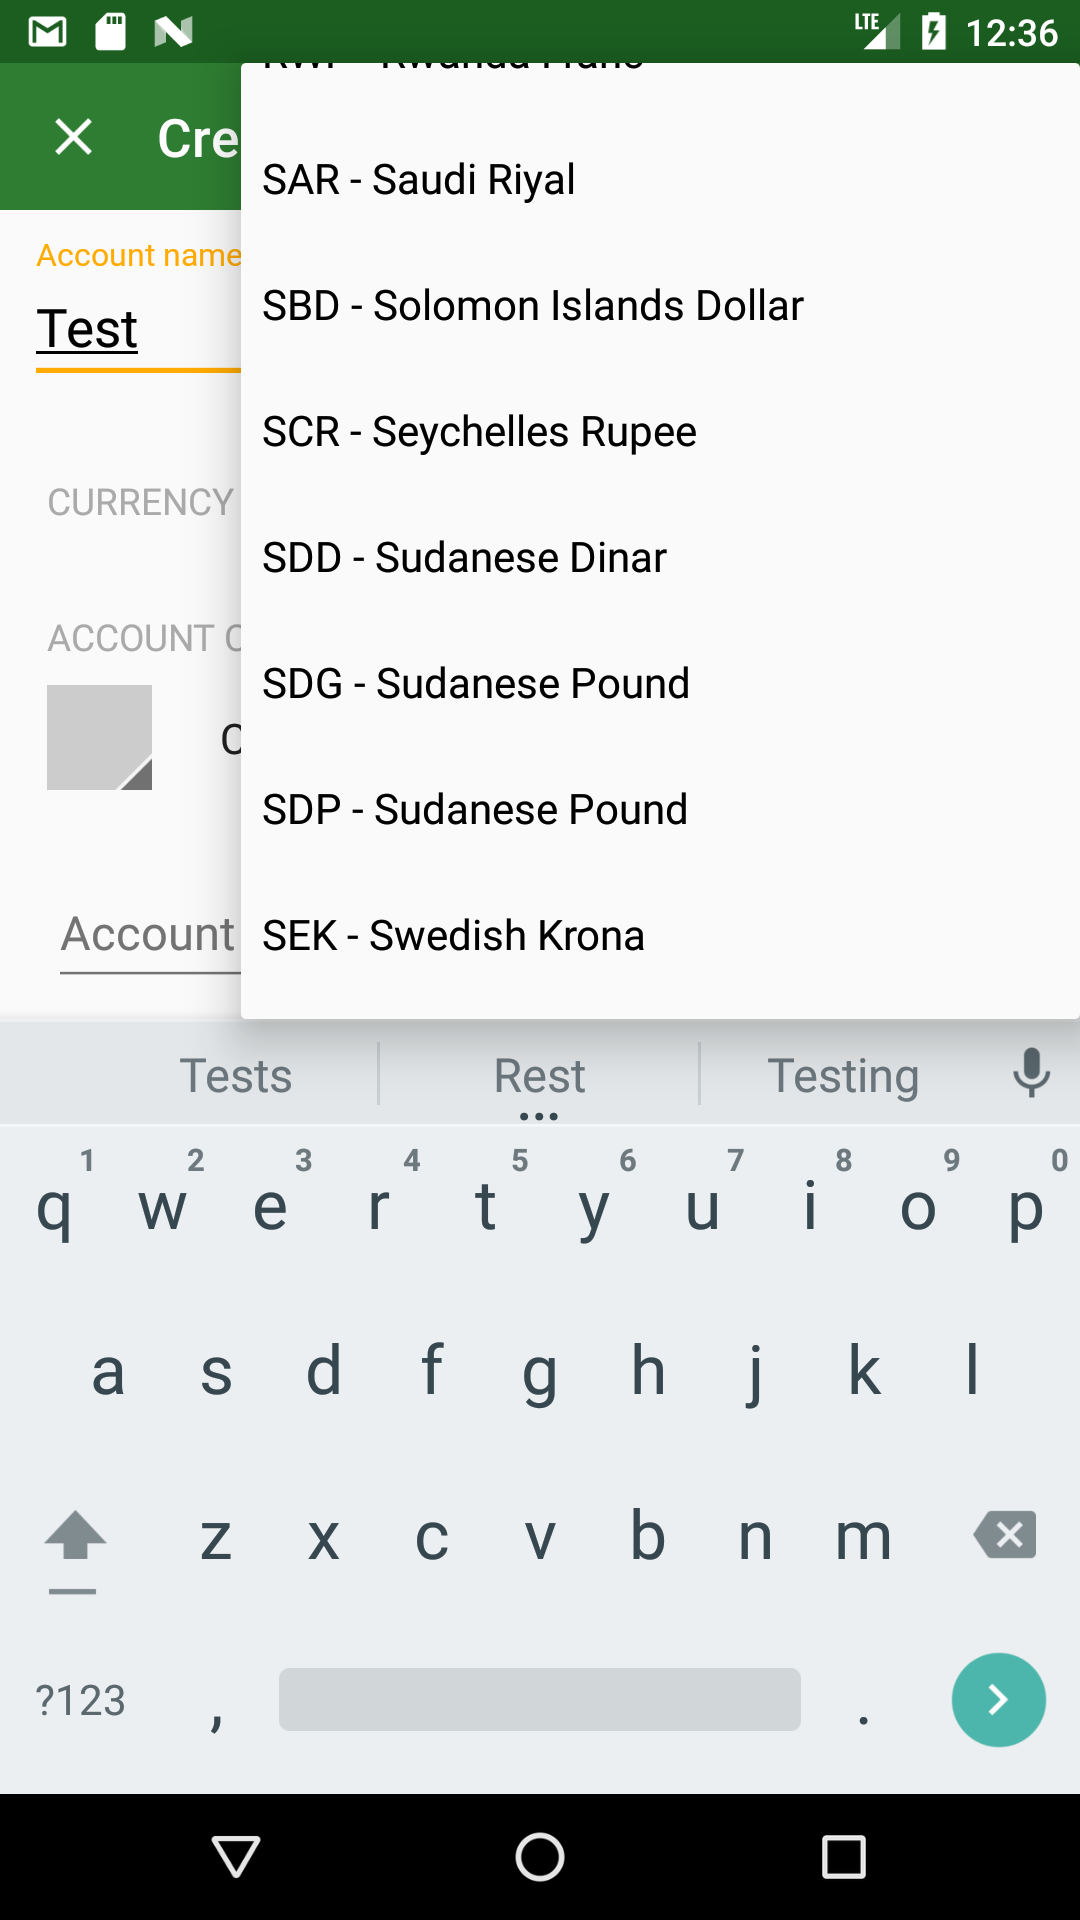 LTE 12:36
Cre
SAR - Saudi Riyal
Account name
SBD - Solomon Islands Dollar
Test
SCR - Seychelles Rupee
CURRENCY
SDD - Sudanese Dinar
ACCOUNT
SDG - Sudanese Pound
SDP - Sudanese Pound
Account
SEK - Swedish Krona
Tests Rest Testing
1 2 3 4 5 6 7 8 9 0
q w e r t y u i o p
a s d f g h j k l
z x c v b n m
?123 , .